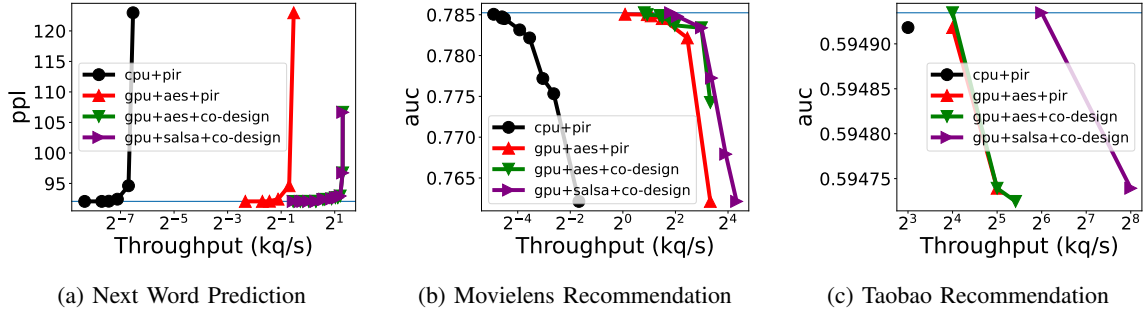 120
115
110
105
100
95
ppl
cpu+pir
gpu+aes+pir
gpu+aes+co-design
gpu+salsa+co-design
2^-7
2^-5
2^-3
2^-1
2^1
Throughput (kq/s)
(a) Next Word Prediction
0.785
0.780
0.775
0.770
0.765
auc
cpu+pir
gpu+aes+pir
gpu+aes+co-design
gpu+salsa+co-design
2^-4
2^-2
2^0
2^2
2^4
Throughput (kq/s)
(b) Movielens Recommendation
0.59490
0.59485
0.59480
0.59475
auc
cpu+pir
gpu+aes+pir
gpu+aes+co-design
gpu+salsa+co-design
2^3
2^4
2^5
2^6
2^7
2^8
Throughput (kq/s)
(c) Taobao Recommendation